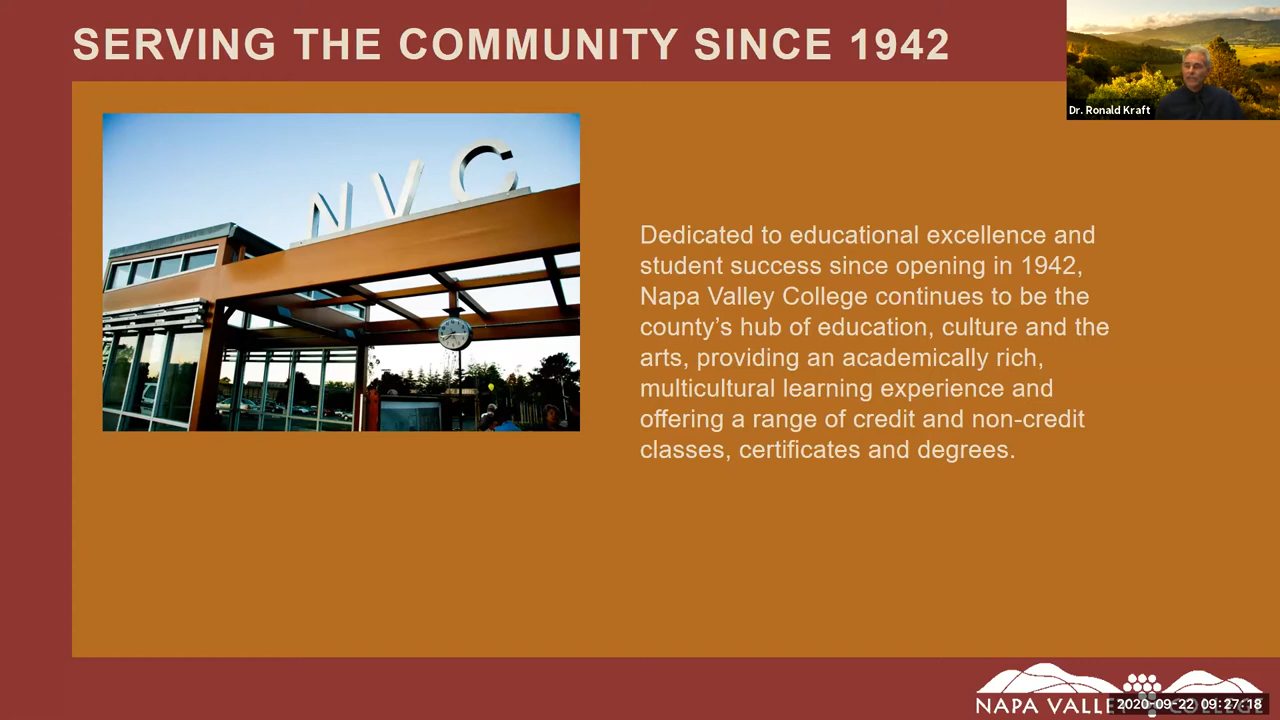 SERVING THE COMMUNITY SINCE 1942
Dr. Ronald Kraft
NVC
Dedicated to educational excellence and
student success since opening in 1942,
Napa Valley College continues to be the
county’s hub of education, culture and the
arts, providing an academically rich,
multicultural learning experience and
offering a range of credit and non-credit
classes, certificates and degrees.
NAPA VALLEY COLLEGE
2020-09-22 09:27:18